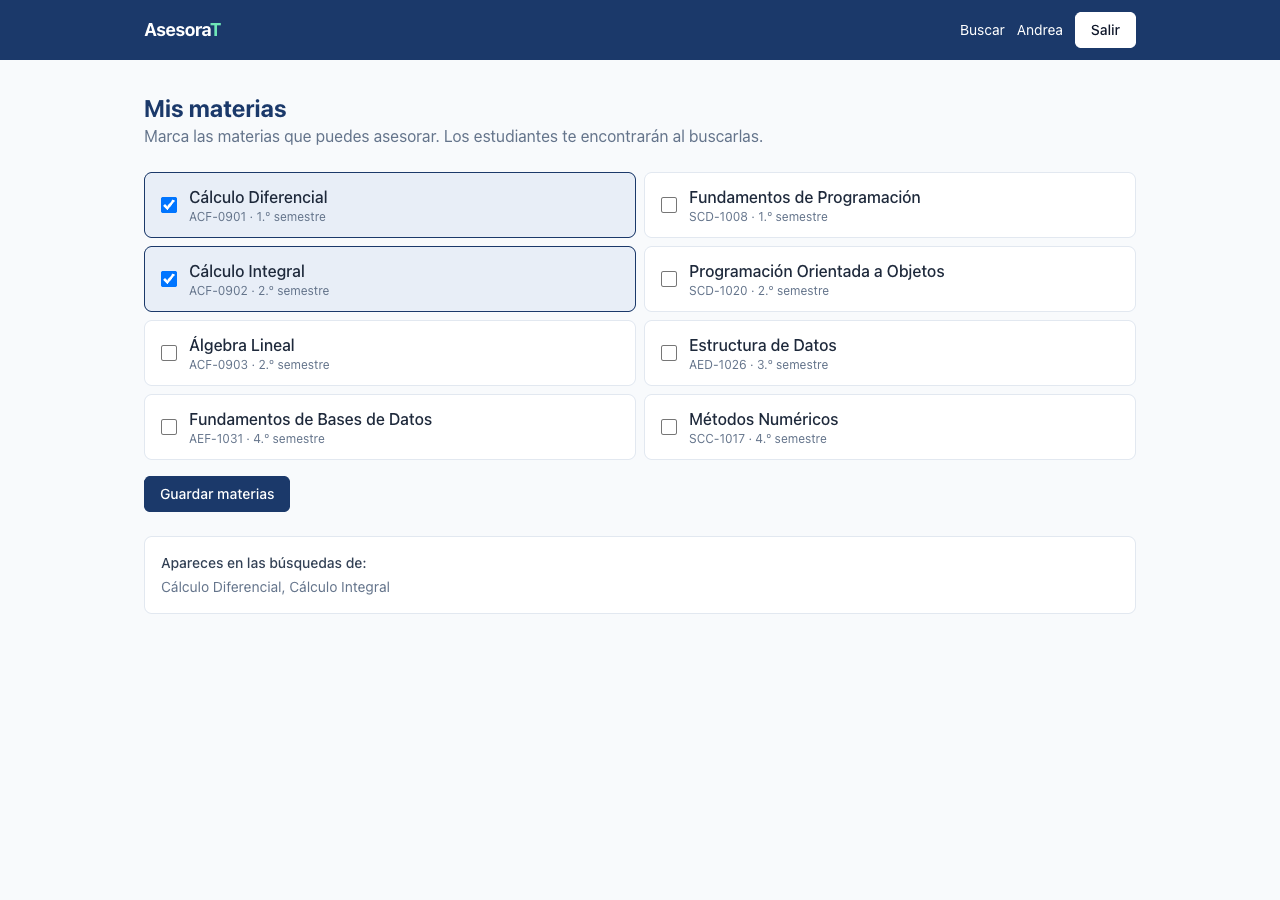 AsesoraT
Buscar Andrea Salir
Mis materias
Marca las materias que puedes asesorar. Los estudiantes te encontrarán al buscarlas.
Cálculo Diferencial
ACF-0901 · 1.° semestre
Fundamentos de Programación
SCD-1008 · 1.° semestre
Cálculo Integral
ACF-0902 · 2.° semestre
Programación Orientada a Objetos
SCD-1020 · 2.° semestre
Álgebra Lineal
ACF-0903 · 2.° semestre
Estructura de Datos
AED-1026 · 3.° semestre
Fundamentos de Bases de Datos
AEF-1031 · 4.° semestre
Métodos Numéricos
SCC-1017 · 4.° semestre
Guardar materias
Apareces en las búsquedas de:
Cálculo Diferencial, Cálculo Integral